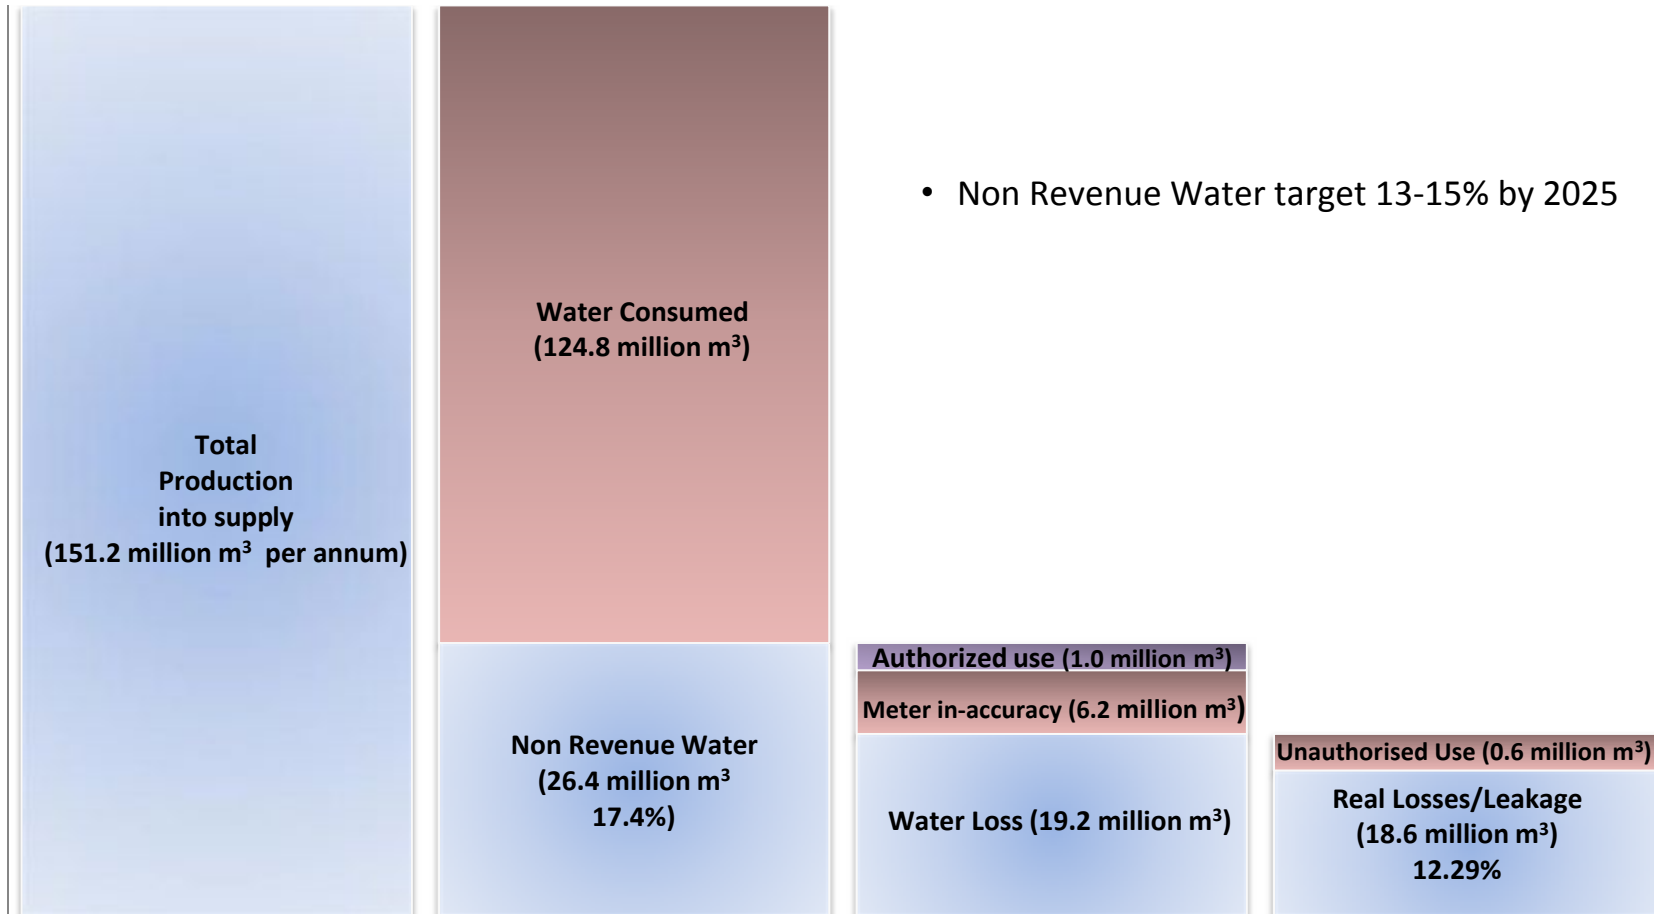 Total
Production
into supply
(151.2 million m³ per annum)
Water Consumed
(124.8 million m³)
Non Revenue Water
(26.4 million m³
17.4%)
• Non Revenue Water target 13-15% by 2025
Authorized use (1.0 million m³)
Meter in-accuracy (6.2 million m³)
Water Loss (19.2 million m³)
Unauthorised Use (0.6 million m³)
Real Losses/Leakage
(18.6 million m³)
12.29%